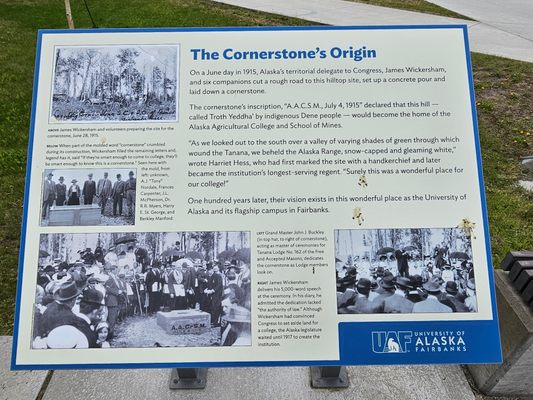 The Cornerstone's Origin
On a June day in 1915, Alaska's territorial delegate to Congress, James Wickersham,
and six companions cut a rough road to this hilltop site, set up a concrete pour and
laid down a cornerstone.
The cornerstone's inscription, "A.A.C.S.M., July 4, 1915" declared that this hill —
called Troth Yeddha' by indigenous Dene people — would become the home of the
Alaska Agricultural College and School of Mines.
"As we looked out to the south over a valley of varying shades of green through which
wound the Tanana, we beheld the Alaska Range, snow-capped and gleaming white,"
wrote Harriet Hess, who had first marked the site with a handkerchief and later
became the institution's longest-serving regent. "Surely this was a wonderful place for
our college!"
One hundred years later, their vision exists in this wonderful place as the University of
Alaska and its flagship campus in Fairbanks.
ABOVE James Wickersham and volunteers preparing the site for the
cornerstone, June 28, 1915.
BELOW When part of the molded word "cornerstone" crumbled
during its construction, Wickersham filled the remaining letters and,
legend has it, said "If they're smart enough to come to college, they'll
be smart enough to know this is a cornerstone." Seen here with
the mold, from
left: unknown,
A.J. "Tony"
Nordale, Frances
Carpenter, J.L.
McPherson, Dr.
R.B. Myers, Harry
E. St. George, and
Berkley Manford.
LEFT Grand Master John J. Buckley
(in top hat, to right of cornerstone),
acting as master of ceremonies for
Tanana Lodge No. 162 of the Free
and Accepted Masons, dedicates
the cornerstone as Lodge members
look on.
RIGHT James Wickersham
delivers his 5,000-word speech
at the ceremony. In his diary, he
admitted the dedication lacked
"the authority of law." Although
Wickersham had convinced
Congress to set aside land for
a college, the Alaska legislature
waited until 1917 to create the
institution.
A.A.C.S.M.
UAF UNIVERSITY OF
ALASKA
FAIRBANKS